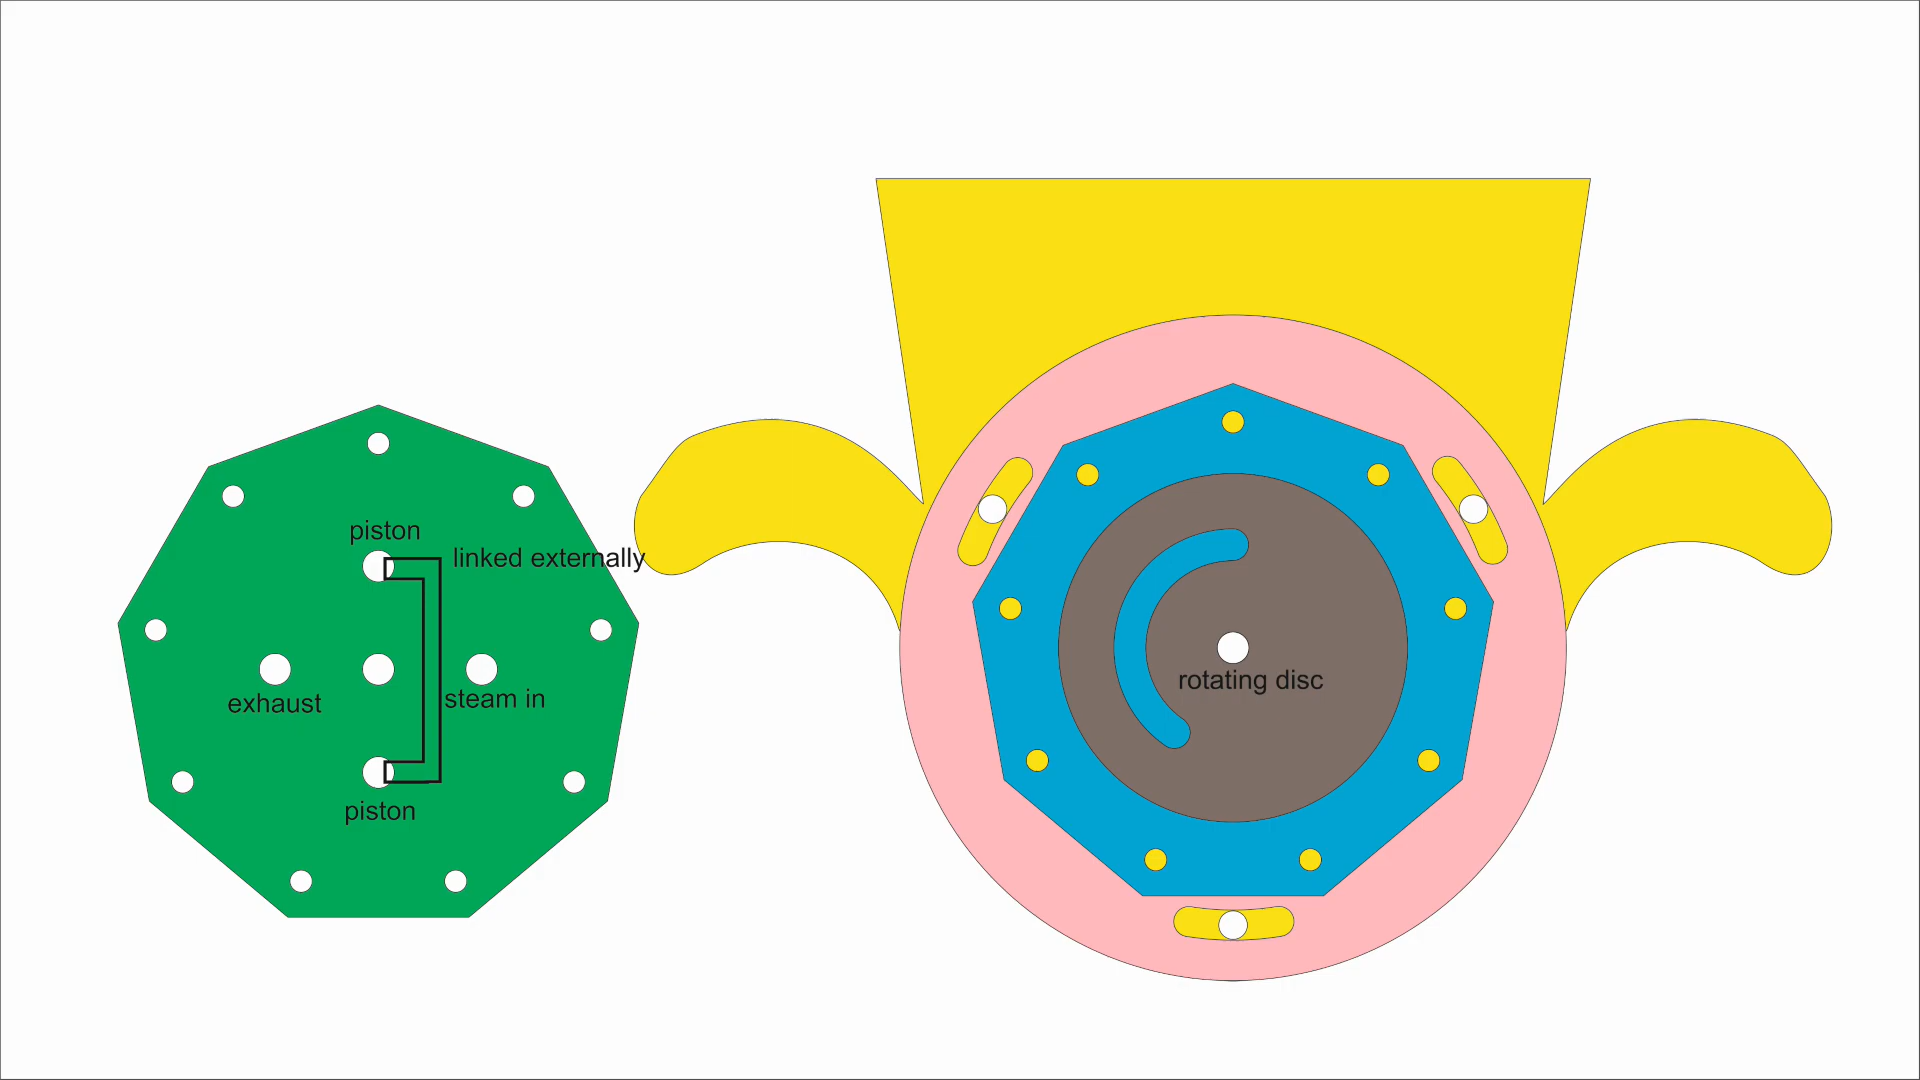 piston
linked externally
exhaust
steam in
piston
rotating disc